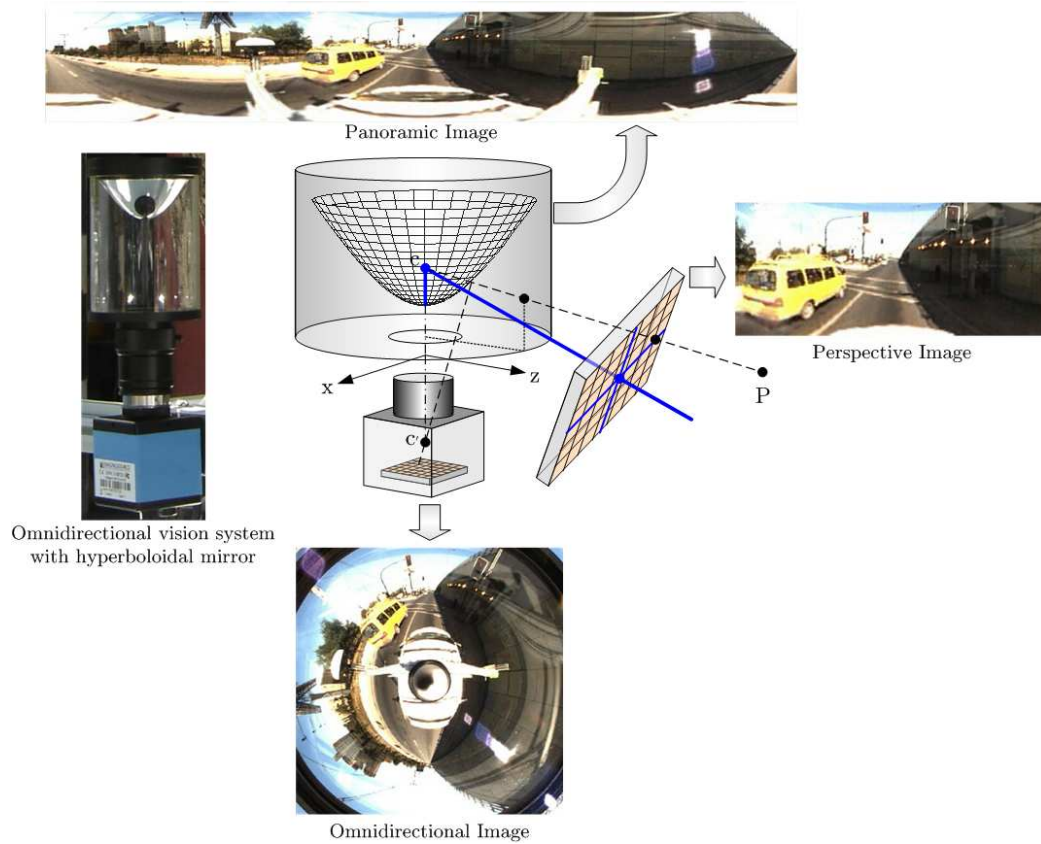 Panoramic Image
c
x
z
P
c'
Perspective Image
Omnidirectional vision system
with hyperboloidal mirror
Omnidirectional Image